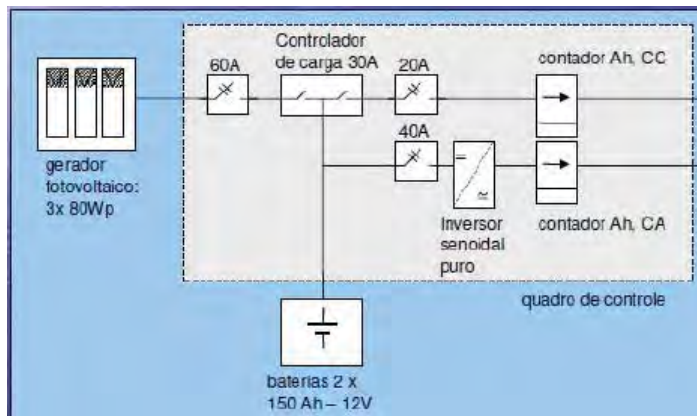 Controlador
de carga 30A
60A
20A
contador Ah, CC
40A
gerador
fotovoltaico:
3x 80Wp
Inversor
senoidal
puro
contador Ah, CA
quadro de controle
baterias 2 x
150 Ah – 12V